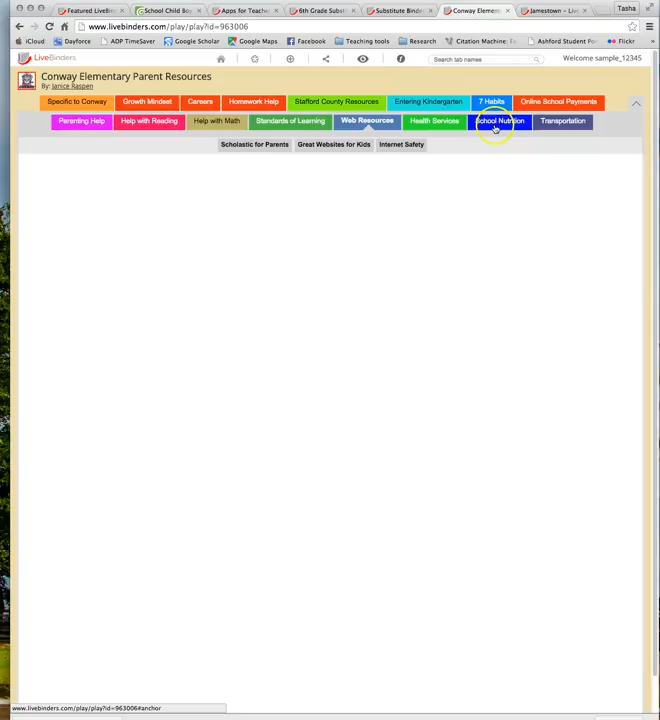 Featured LiveBin
School Child Bo
Apps for Teache
6th Grade Subst
Substitute Binde
Conway Elemen
Jamestown – Liv
Tasha
www.livebinders.com/play/play?id=963006
iCloud
Dayforce
ADP TimeSaver
Google Scholar
Google Maps
Facebook
Teaching tools
Research
Citation Machine: F
Ashford Student Po
Flickr
»
LiveBinders
Search tab names
Welcome sample_12345
Conway Elementary Parent Resources
By: Janice Raspen
Specific to Conway
Growth Mindset
Careers
Homework Help
Stafford County Resources
Entering Kindergarten
7 Habits
Online School Payments
Parenting Help
Help with Reading
Help with Math
Standards of Learning
Web Resources
Health Services
School Nutrition
Transportation
Scholastic for Parents
Great Websites for Kids
Internet Safety
www.livebinders.com/play/play?id=963006#anchor